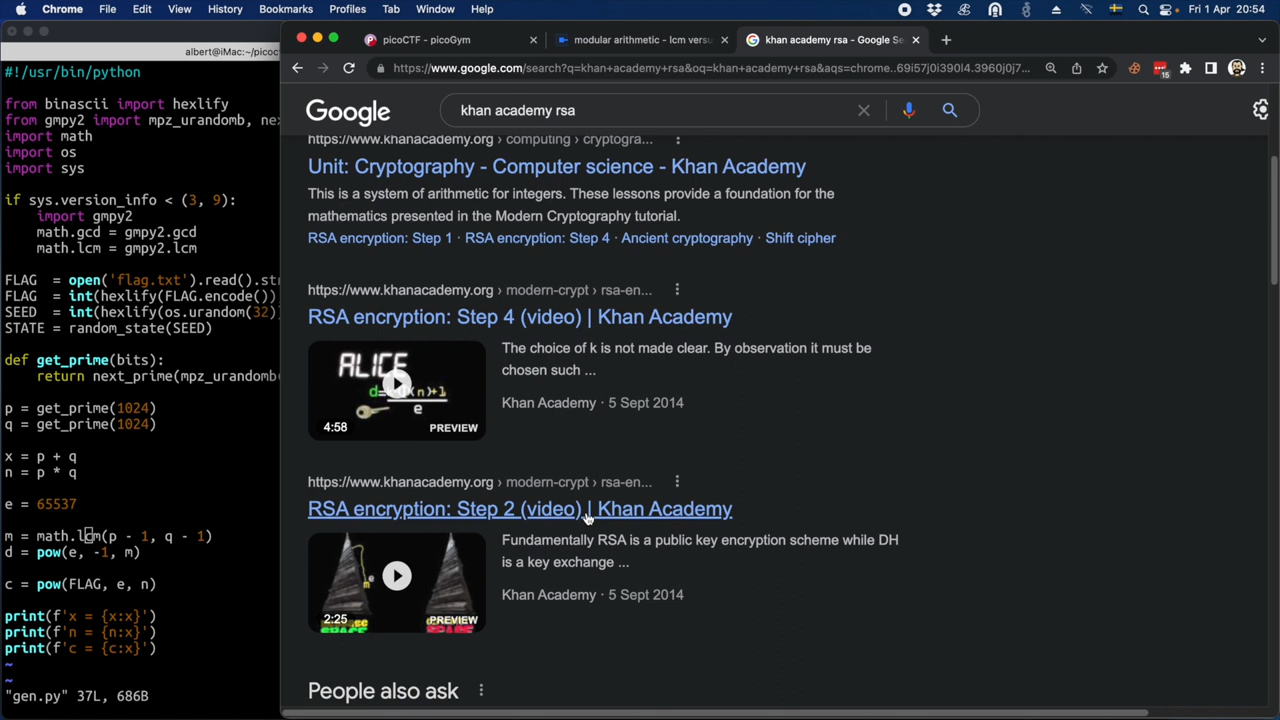 Chrome File Edit View History Bookmarks Profiles Tab Window Help Fri 1 Apr 20:54
albert@iMac:~/picoc
#!/usr/bin/python
from binascii import hexlify
from gmpy2 import mpz_urandomb, nex
import math
import os
import sys
if sys.version_info < (3, 9):
import gmpy2
math.gcd = gmpy2.gcd
math.lcm = gmpy2.lcm
FLAG = open('flag.txt').read().str
FLAG = int(hexlify(FLAG.encode())
SEED = int(hexlify(os.urandom(32)
STATE = random_state(SEED)
def get_prime(bits):
return next_prime(mpz_urandomb(
p = get_prime(1024)
q = get_prime(1024)
x = p + q
n = p * q
e = 65537
m = math.lcm(p - 1, q - 1)
d = pow(e, -1, m)
c = pow(FLAG, e, n)
print(f'x = {x:x}')
print(f'n = {n:x}')
print(f'c = {c:x}')
~
~
"gen.py" 37L, 686B
picoCTF - picoGym
modular arithmetic - lcm versu
khan academy rsa - Google Se
https://www.google.com/search?q=khan+academy+rsa&oq=khan+academy+rsa&aqs=chrome..69i57j0i390l4.3960j0j7...
15
Google
khan academy rsa
https://www.khanacademy.org › computing › cryptogra...
Unit: Cryptography - Computer science - Khan Academy
This is a system of arithmetic for integers. These lessons provide a foundation for the
mathematics presented in the Modern Cryptography tutorial.
RSA encryption: Step 1 · RSA encryption: Step 4 · Ancient cryptography · Shift cipher
https://www.khanacademy.org › modern-crypt › rsa-en...
RSA encryption: Step 4 (video) | Khan Academy
ALICE
e
4:58
PREVIEW
The choice of k is not made clear. By observation it must be
chosen such ...
Khan Academy · 5 Sept 2014
https://www.khanacademy.org › modern-crypt › rsa-en...
RSA encryption: Step 2 (video) | Khan Academy
2:25
PREVIEW
Fundamentally RSA is a public key encryption scheme while DH
is a key exchange ...
Khan Academy · 5 Sept 2014
People also ask